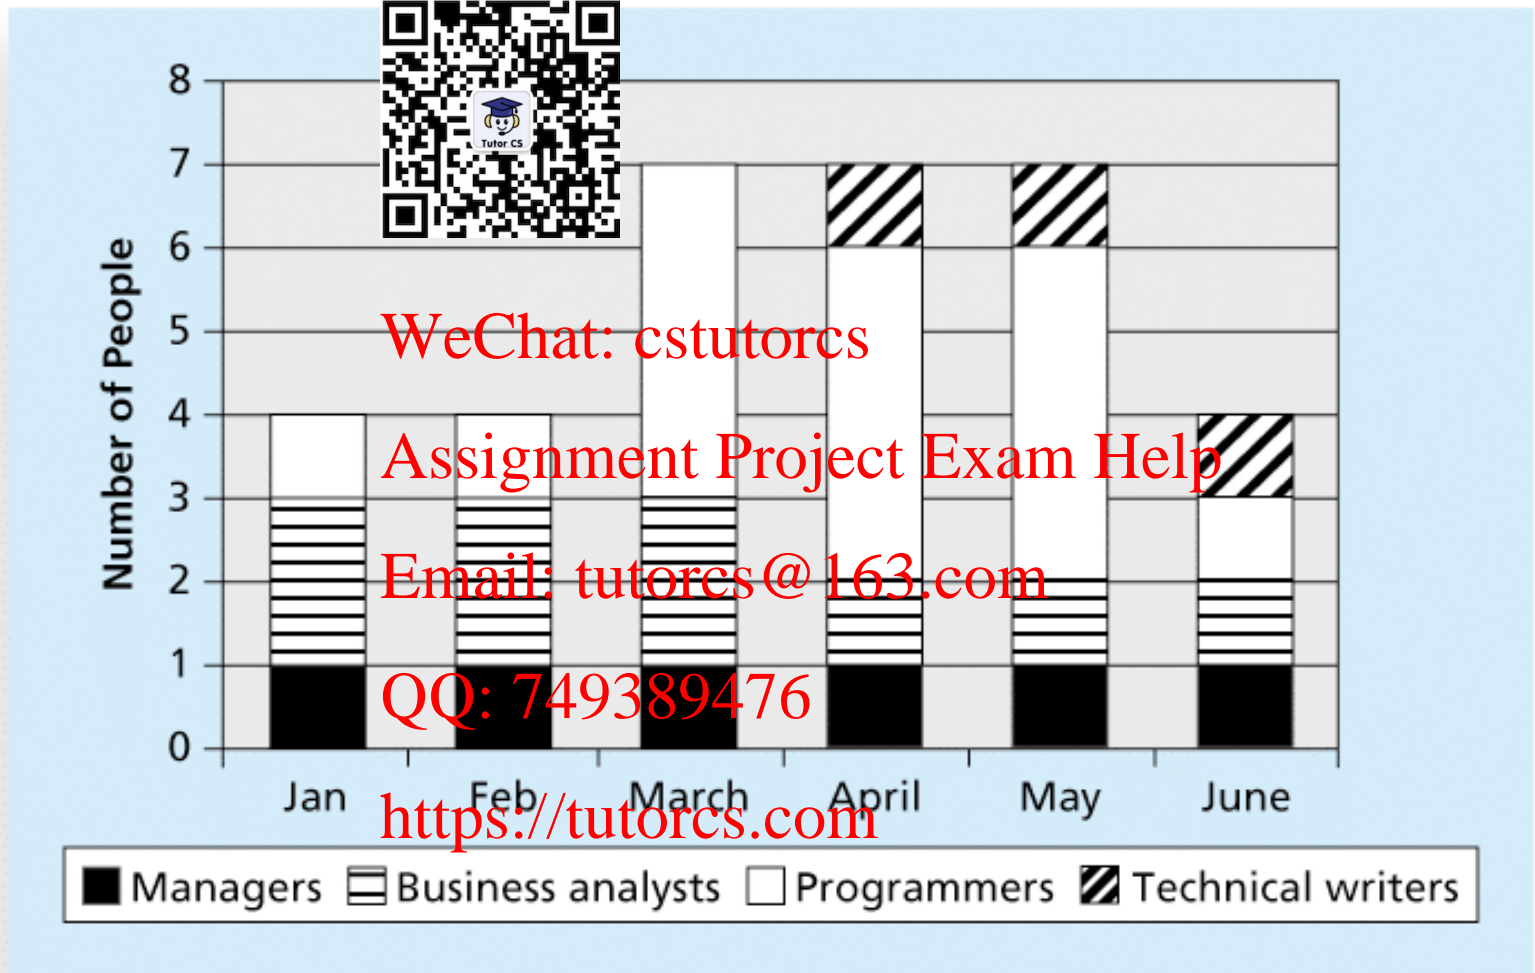 Tutor CS
8
7
6
5
4
3
2
1
0
Number of People
WeChat: cstutorcs
Assignment Project Exam Help
Email: tutorcs@163.com
QQ: 749389476
https://tutorcs.com
Jan Feb March April May June
Managers Business analysts Programmers Technical writers